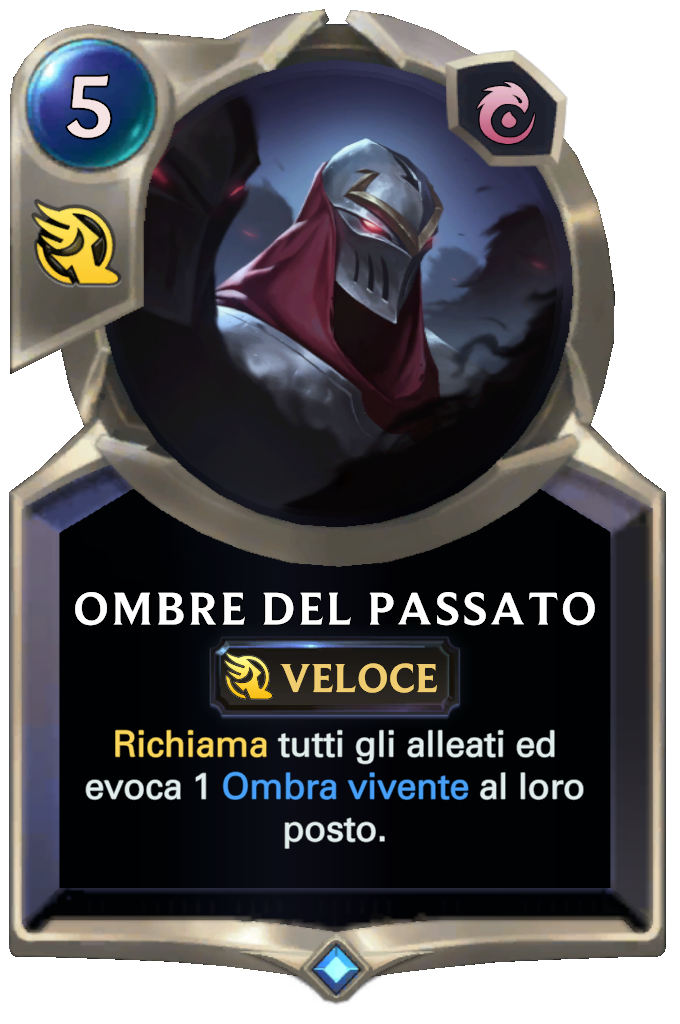 5
OMBRE DEL PASSATO
VELOCE
Richiama tutti gli alleati ed
evoca 1 Ombra vivente al loro
posto.